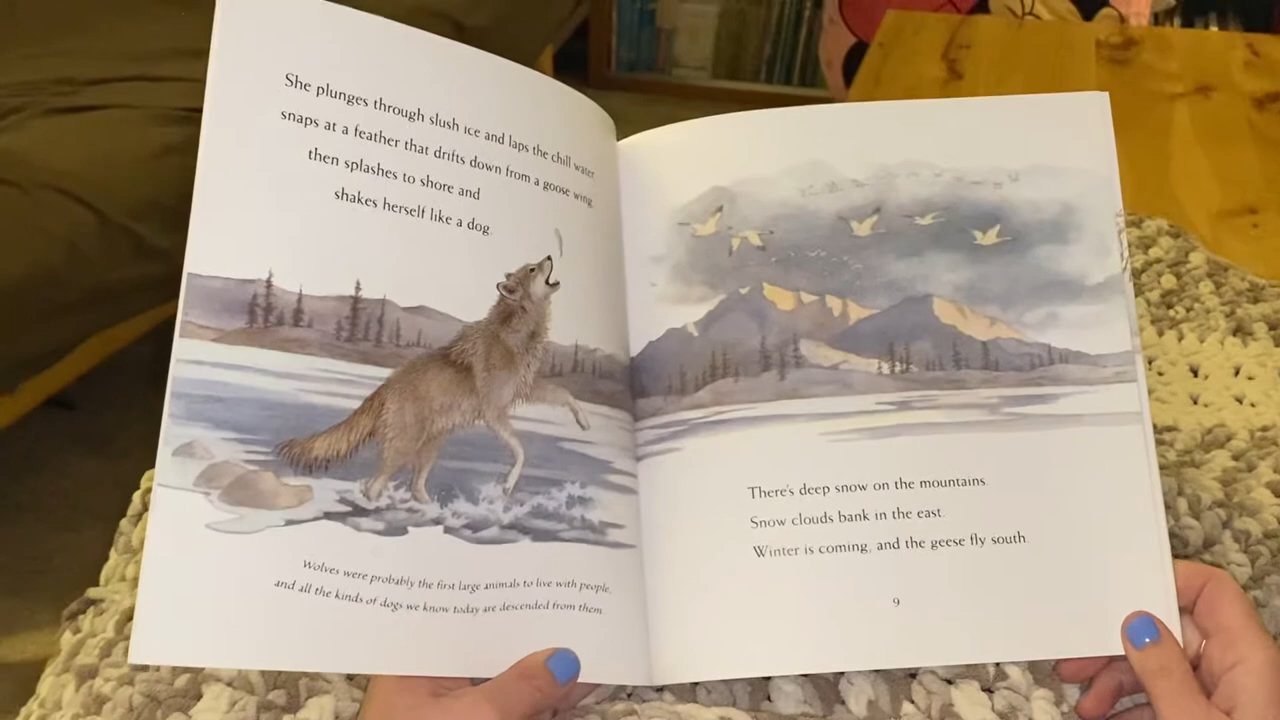 She plunges through slush ice and laps the chill water
snaps at a feather that drifts down from a goose wing,
then splashes to shore and
shakes herself like a dog.
Wolves were probably the first large animals to live with people,
and all the kinds of dogs we know today are descended from them.
There's deep snow on the mountains.
Snow clouds bank in the east.
Winter is coming, and the geese fly south.
9